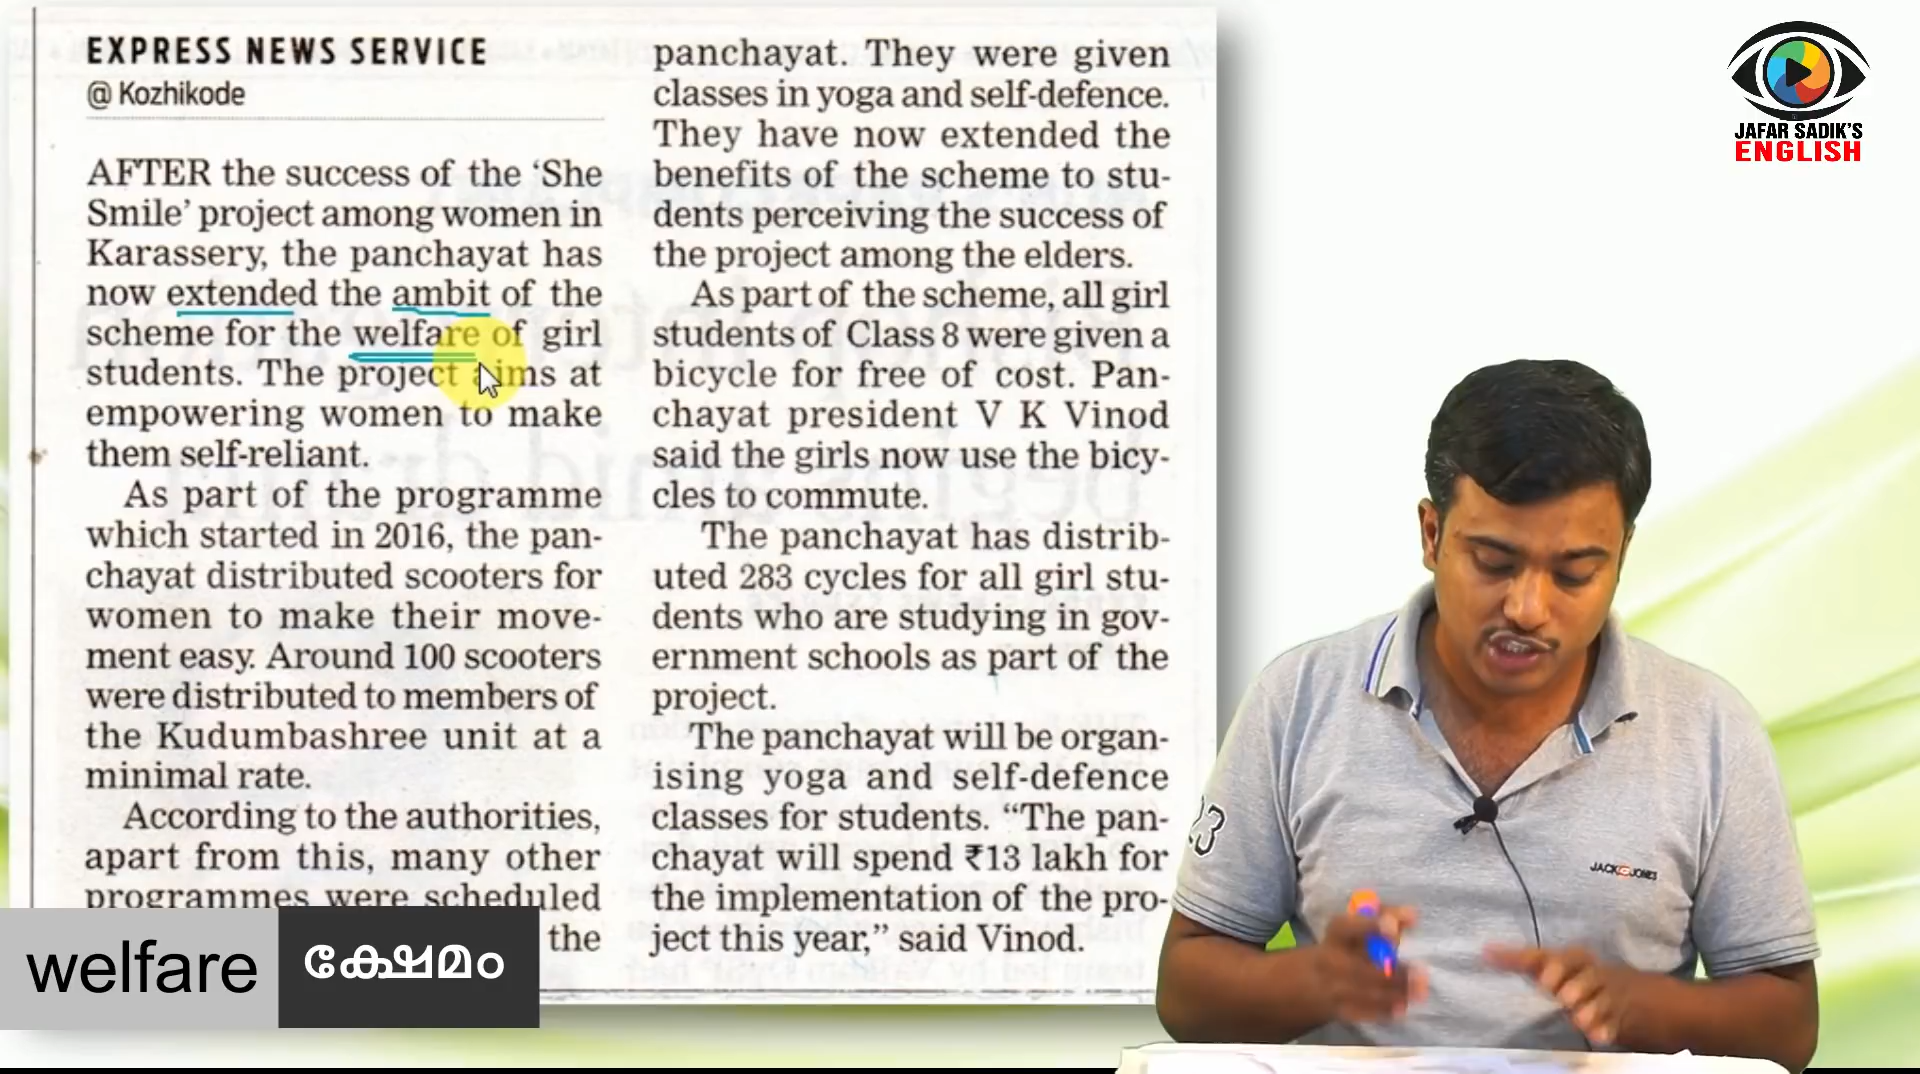 EXPRESS NEWS SERVICE
@ Kozhikode
AFTER the success of the ‘She
Smile’ project among women in
Karassery, the panchayat has
now extended the ambit of the
scheme for the welfare of girl
students. The project aims at
empowering women to make
them self-reliant.
As part of the programme
which started in 2016, the pan-
chayat distributed scooters for
women to make their move-
ment easy. Around 100 scooters
were distributed to members of
the Kudumbashree unit at a
minimal rate.
According to the authorities,
apart from this, many other
programmes were scheduled
the
panchayat. They were given
classes in yoga and self-defence.
They have now extended the
benefits of the scheme to stu-
dents perceiving the success of
the project among the elders.
As part of the scheme, all girl
students of Class 8 were given a
bicycle for free of cost. Pan-
chayat president V K Vinod
said the girls now use the bicy-
cles to commute.
The panchayat has distrib-
uted 283 cycles for all girl stu-
dents who are studying in gov-
ernment schools as part of the
project.
The panchayat will be organ-
ising yoga and self-defence
classes for students. “The pan-
chayat will spend ₹13 lakh for
the implementation of the pro-
ject this year,” said Vinod.
welfare
ക്ഷേമം
JAFAR SADIK'S
ENGLISH
23
JACK & JONES